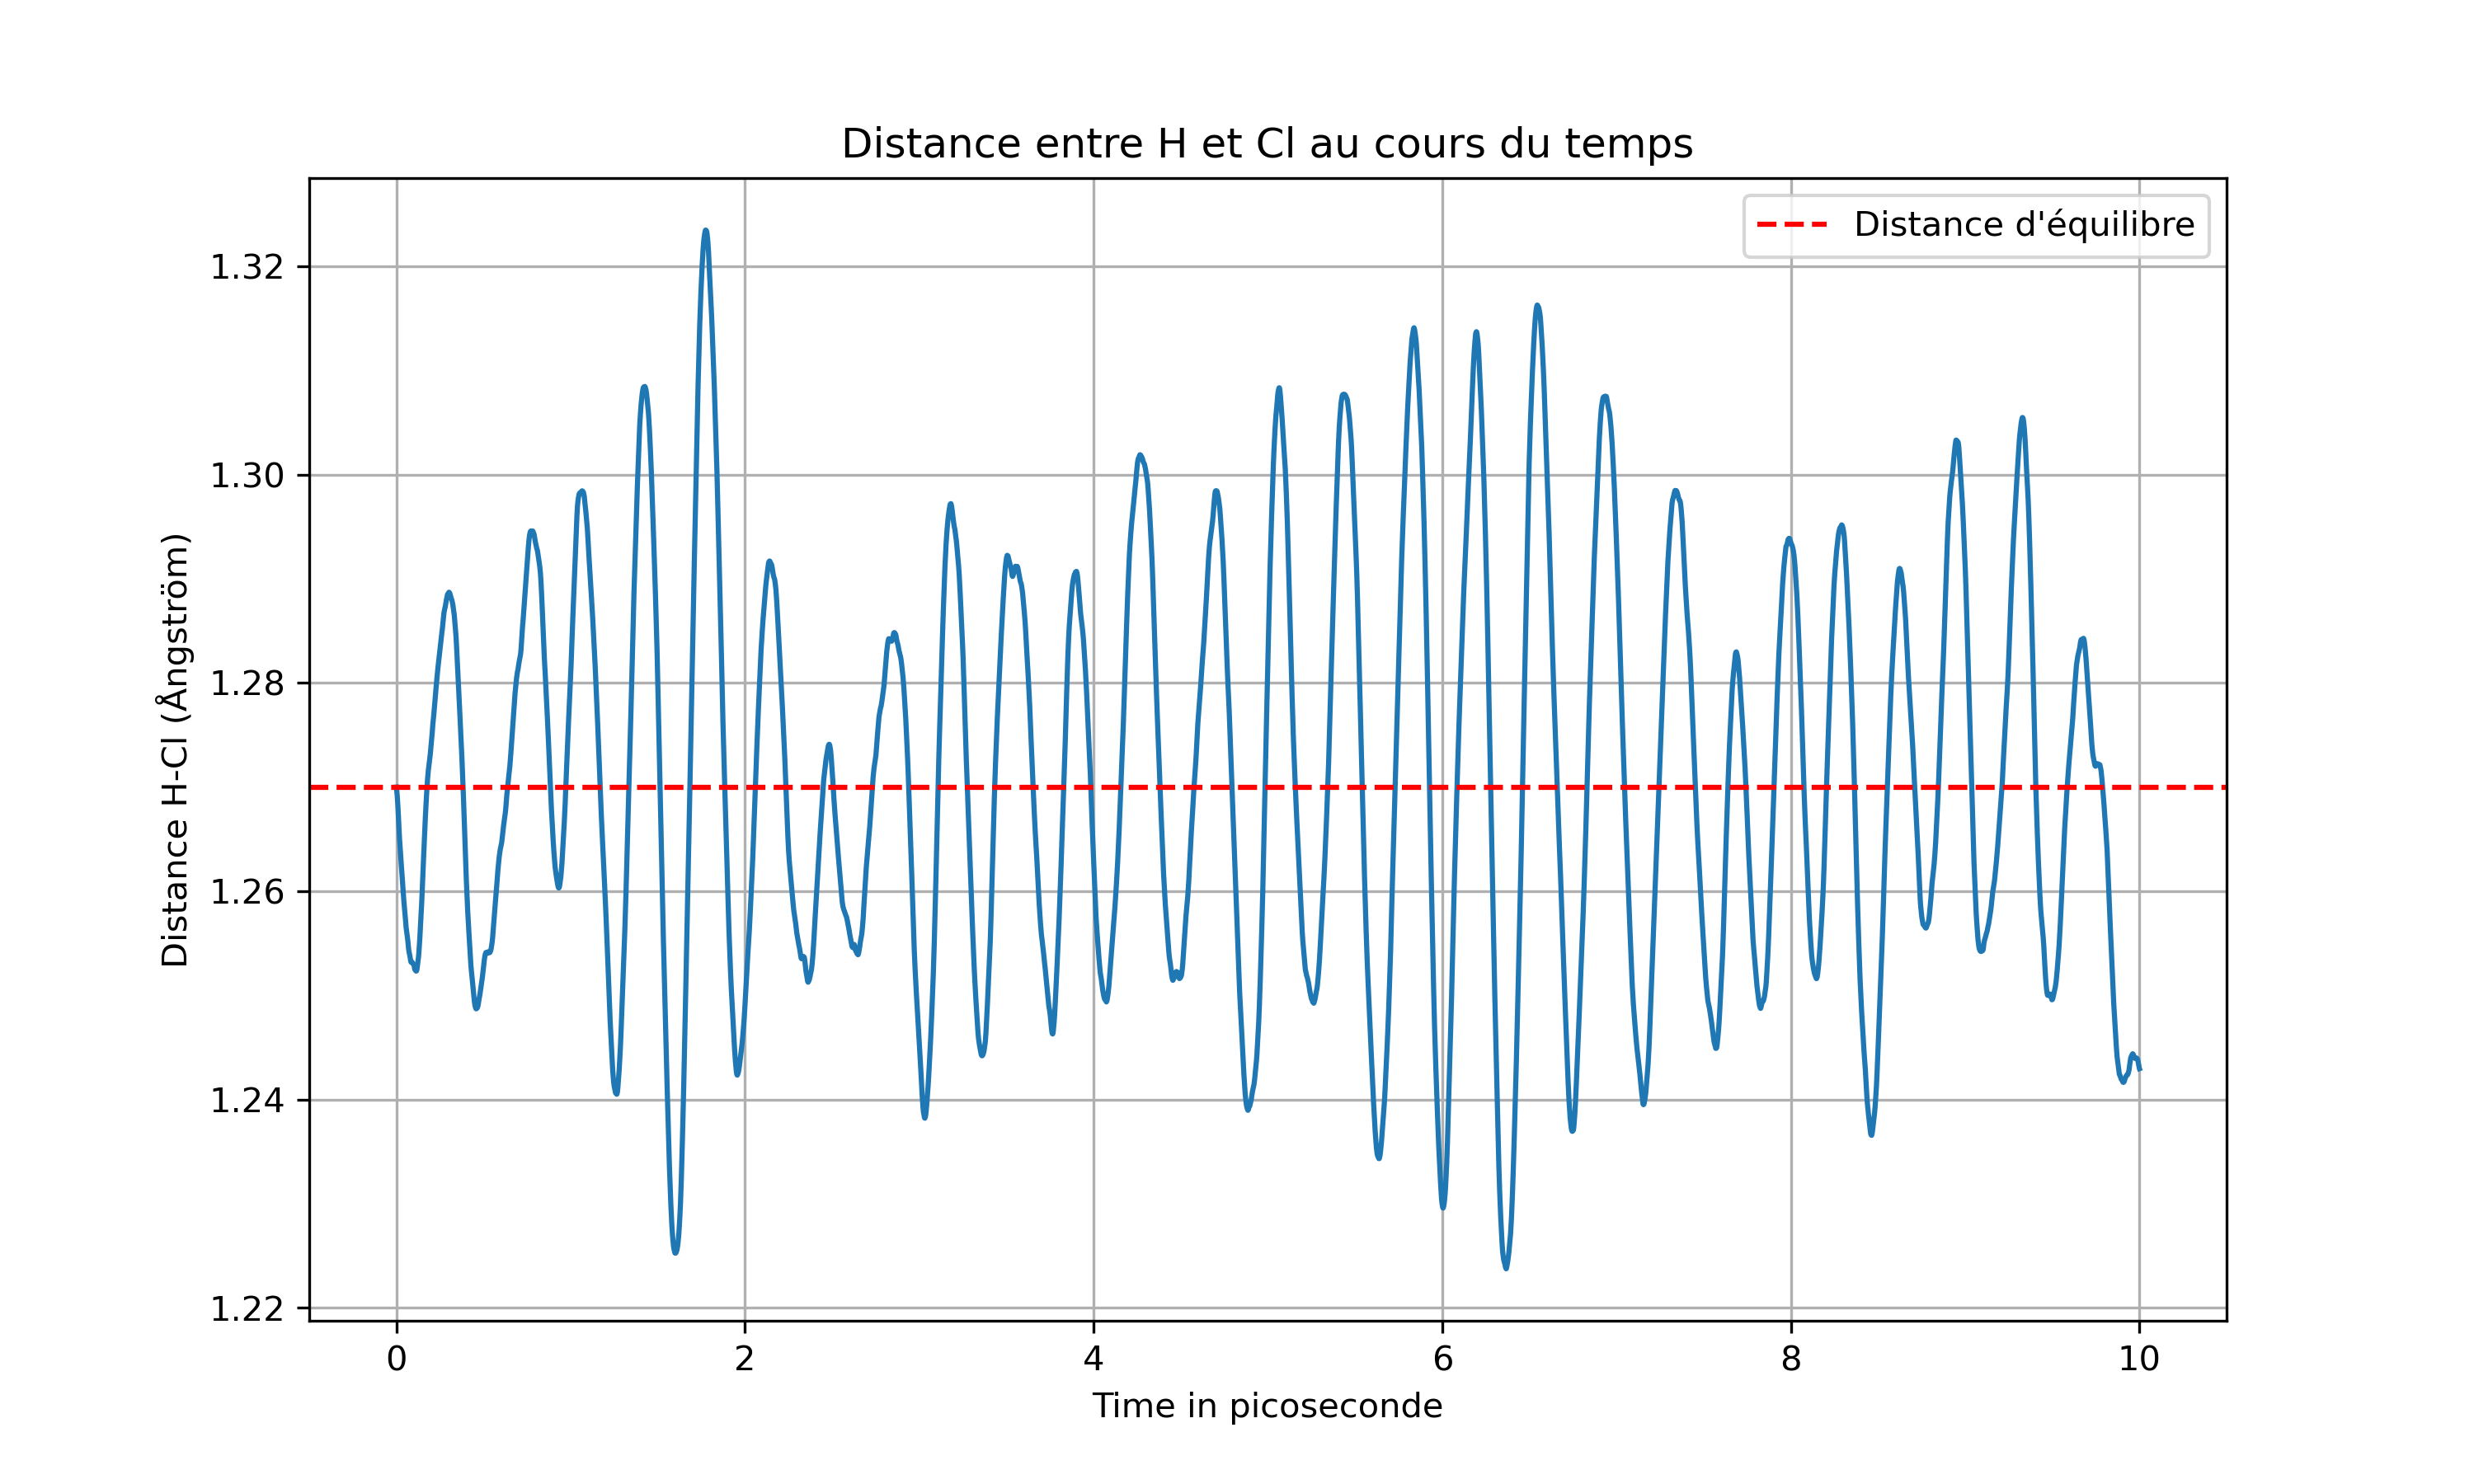 Distance entre H et Cl au cours du temps
Distance d'équilibre
Distance H-Cl (Ångström)
1.32
1.30
1.28
1.26
1.24
1.22
0 2 4 6 8 10
Time in picoseconde